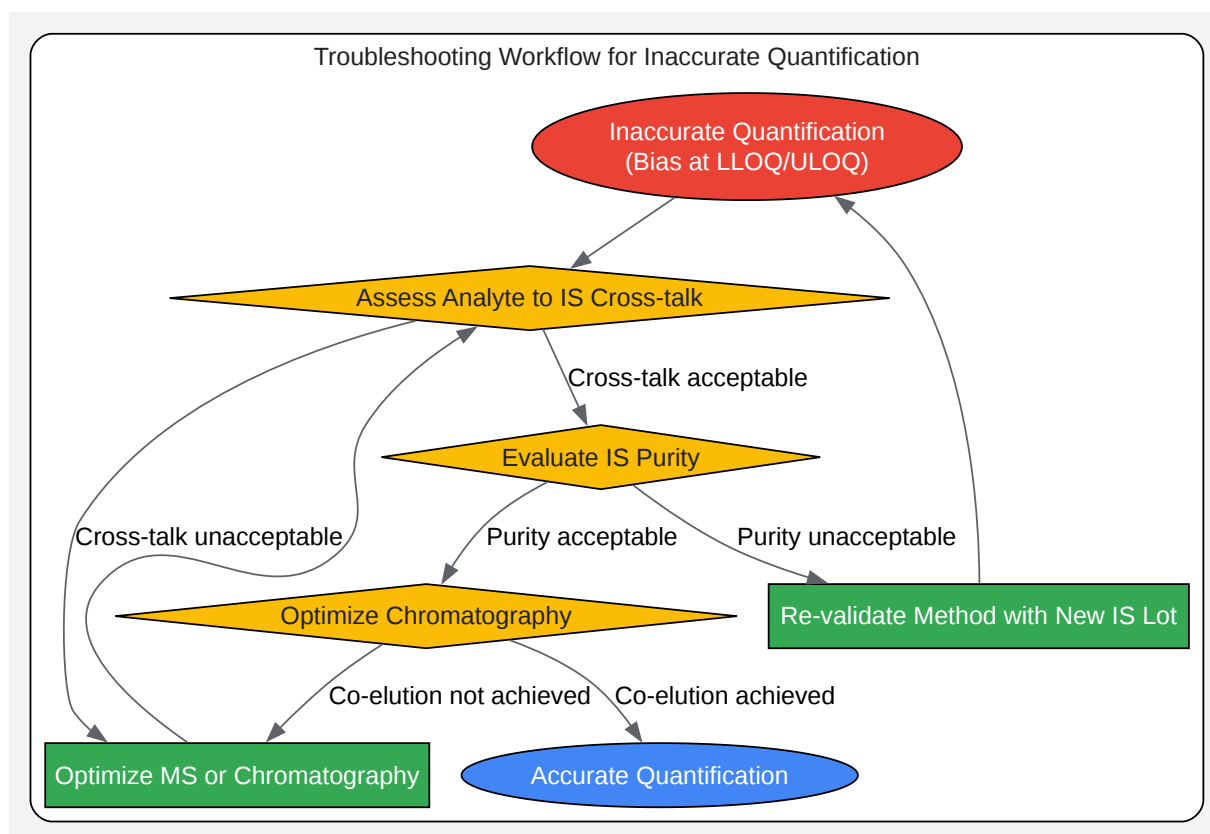 Troubleshooting Workflow for Inaccurate Quantification
Inaccurate Quantification
(Bias at LLOQ/ULOQ)
Assess Analyte to IS Cross-talk
Cross-talk acceptable
Evaluate IS Purity
Cross-talk unacceptable
Purity acceptable
Purity unacceptable
Optimize Chromatography
Re-validate Method with New IS Lot
Co-elution not achieved
Co-elution achieved
Optimize MS or Chromatography
Accurate Quantification